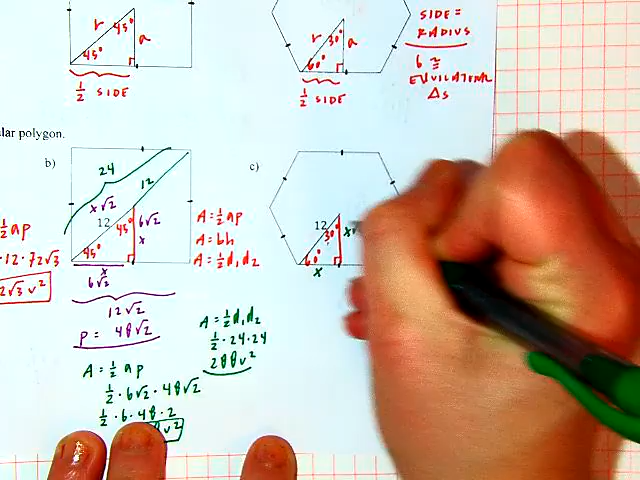 r 45° a
45°
1/2 SIDE
r 30° a
60°
1/2 SIDE
SIDE =
RADIUS
6 ≅
EQUILATERAL
Δs
lar polygon.
b)
24
12
x√2
12
45°
6√2
x
45°
x
6√2
12√2
p = 48√2
A = 1/2 ap
1/2 · 6√2 · 48√2
1/2 · 6 · 48 · 2
A = 1/2 ap
A = bh
A = 1/2 d₁d₂
A = 1/2 d₁d₂
1/2 · 24 · 24
288 u²
1/2 ap
· 12 · 72√3
2√3 u²
c)
12
30°
60°
x